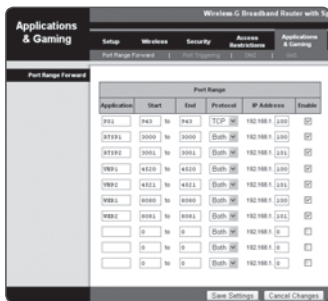 Wireless-G Broadband Router with
Applications
& Gaming
Setup Wireless Security Access Restrictions Applications & Gaming
Port Range Forward | Port Triggering | DMZ | QoS
Port Range Forward
Port Range
Application Start End Protocol IP Address Enable
943 to 943 TCP 192.168.1. 100
RTSP1 3000 to 3000 Both 192.168.1. 100
RTSP2 3001 to 3001 Both 192.168.1. 101
4520 to 4520 Both 192.168.1. 100
4521 to 4521 Both 192.168.1. 101
WEB1 8080 to 8080 Both 192.168.1. 100
WEB2 8081 to 8081 Both 192.168.1. 101
0 to 0 Both 192.168.1. 0
0 to 0 Both 192.168.1. 0
0 to 0 Both 192.168.1. 0
Save Settings Cancel Changes